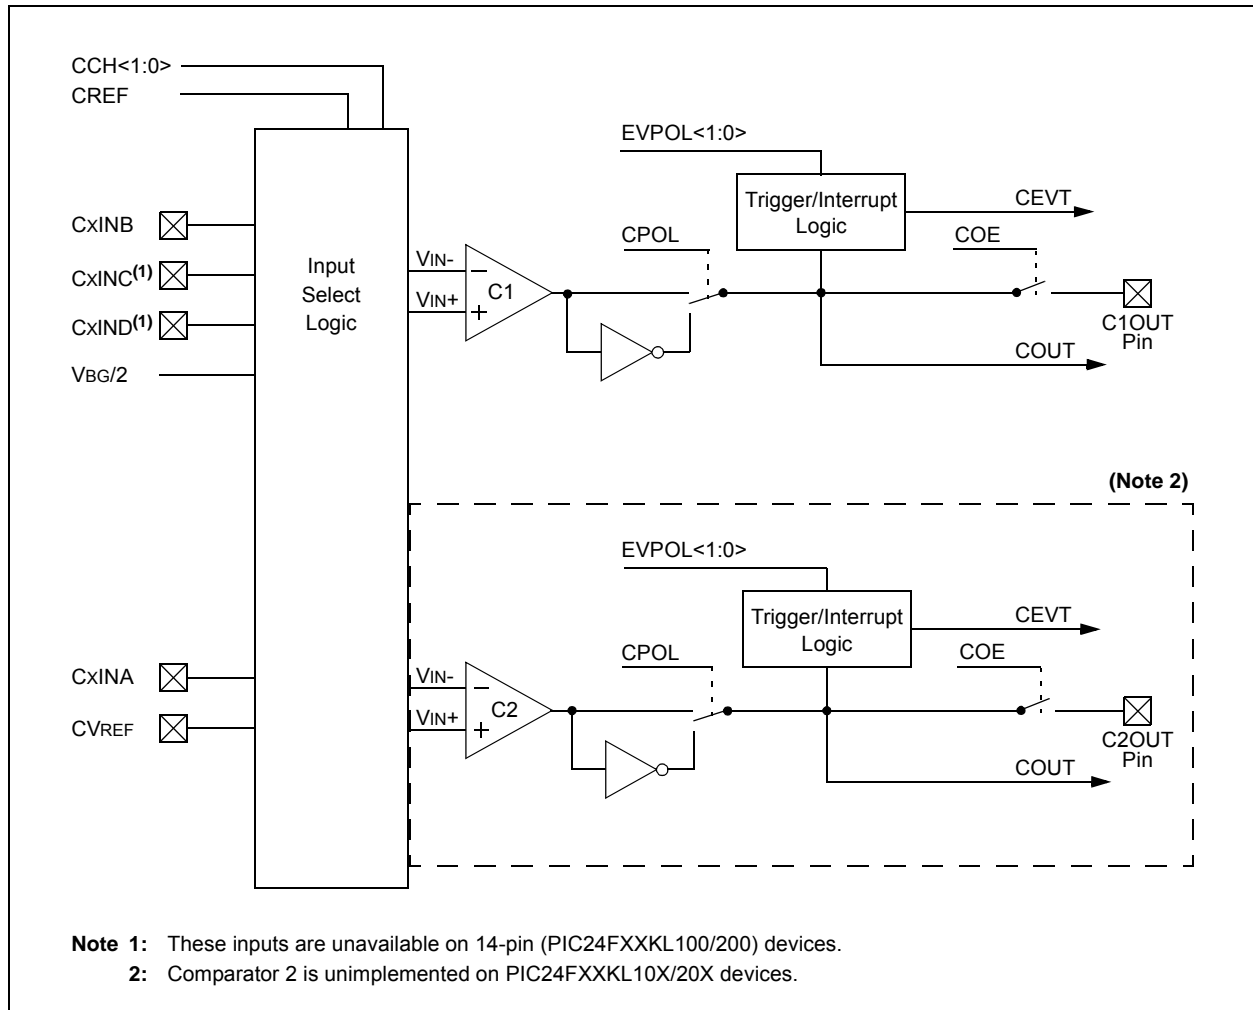 CCH<1:0>
CREF
EVPOL<1:0>
Trigger/Interrupt
Logic
CEVT
CPOL
COE
CxINB
CxINC(1)
CxIND(1)
VBG/2
Input
Select
Logic
VIN-
VIN+
−
+
C1
C1OUT
Pin
COUT
(Note 2)
EVPOL<1:0>
Trigger/Interrupt
Logic
CEVT
CPOL
COE
CxINA
CVREF
VIN-
VIN+
−
+
C2
C2OUT
Pin
COUT
Note 1: These inputs are unavailable on 14-pin (PIC24FXXKL100/200) devices.
2: Comparator 2 is unimplemented on PIC24FXXKL10X/20X devices.